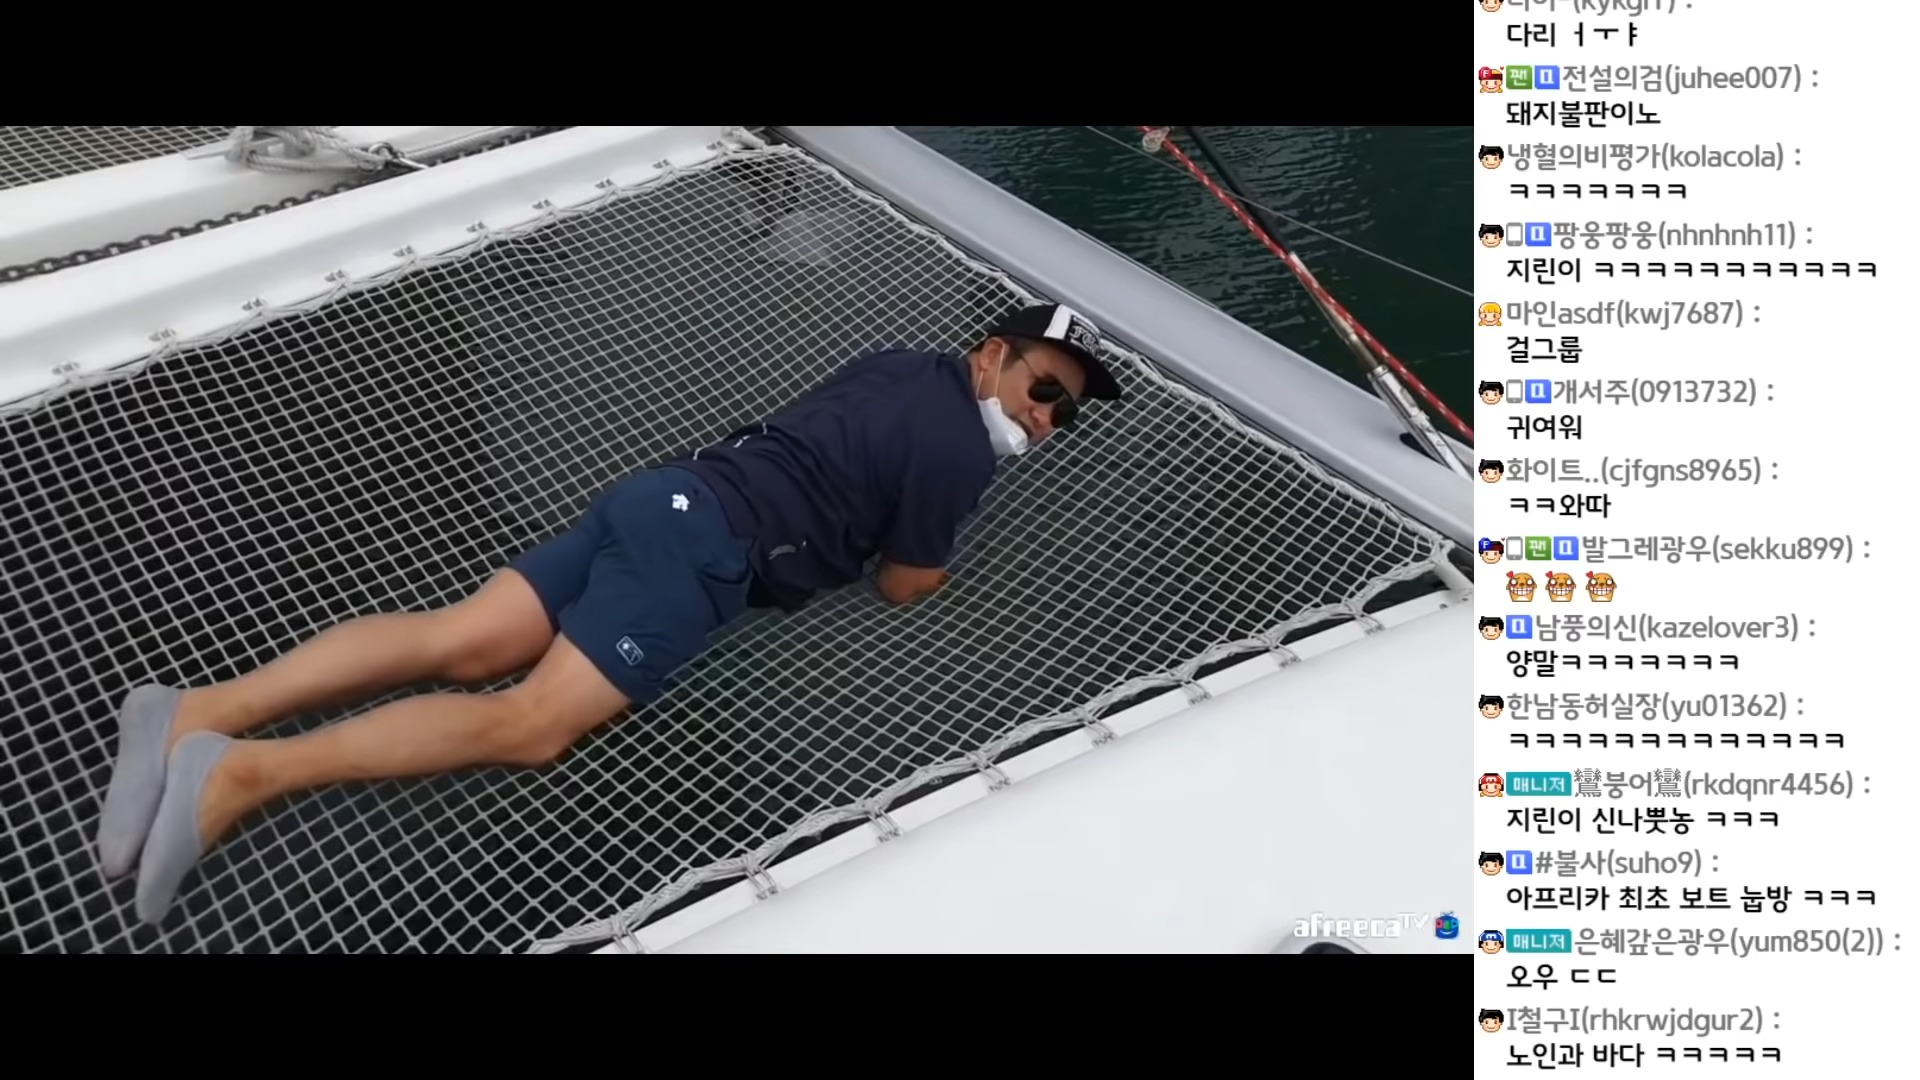 다리 ㅓㅜㅑ
팬 전설의검(juhee007) :
돼지불판이노
냉혈의비평가(kolacola) :
ㅋㅋㅋㅋㅋㅋㅋ
팡웅팡웅(nhnhnh11) :
지린이 ㅋㅋㅋㅋㅋㅋㅋㅋㅋㅋㅋ
마인asdf(kwj7687) :
걸그룹
개서주(0913732) :
귀여워
화이트..(cjfgns8965) :
ㅋㅋ와따
팬 발그레광우(sekku899) :
남풍의신(kazelover3) :
양말ㅋㅋㅋㅋㅋㅋㅋ
한남동허실장(yu01362) :
ㅋㅋㅋㅋㅋㅋㅋㅋㅋㅋㅋㅋㅋ
매니저 鸞붕어鸞(rkdqnr4456) :
지린이 신나뿟농 ㅋㅋㅋ
#불사(suho9) :
아프리카 최초 보트 눕방 ㅋㅋㅋ
매니저 은혜갚은광우(yum850(2)) :
오우 ㄷㄷ
I철구I(rhkrwjdgur2) :
노인과 바다 ㅋㅋㅋㅋㅋ
afreecaTV